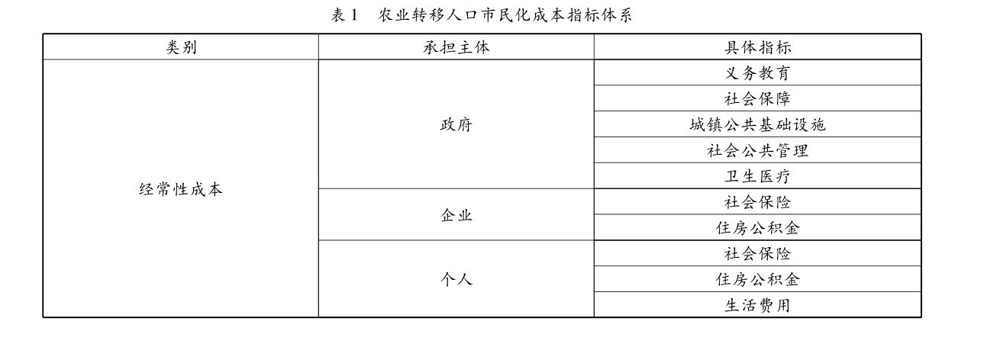 表1 农业转移人口市民化成本指标体系
类别 承担主体 具体指标
义务教育
社会保障
政府 城镇公共基础设施
社会公共管理
卫生医疗
经常性成本
社会保险
企业
住房公积金
社会保险
个人 住房公积金
生活费用